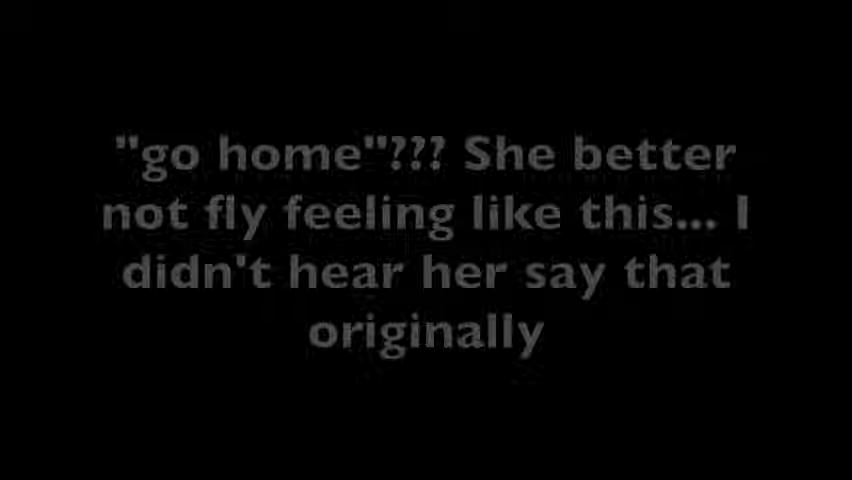 "go home"??? She better
not fly feeling like this... I
didn't hear her say that
originally